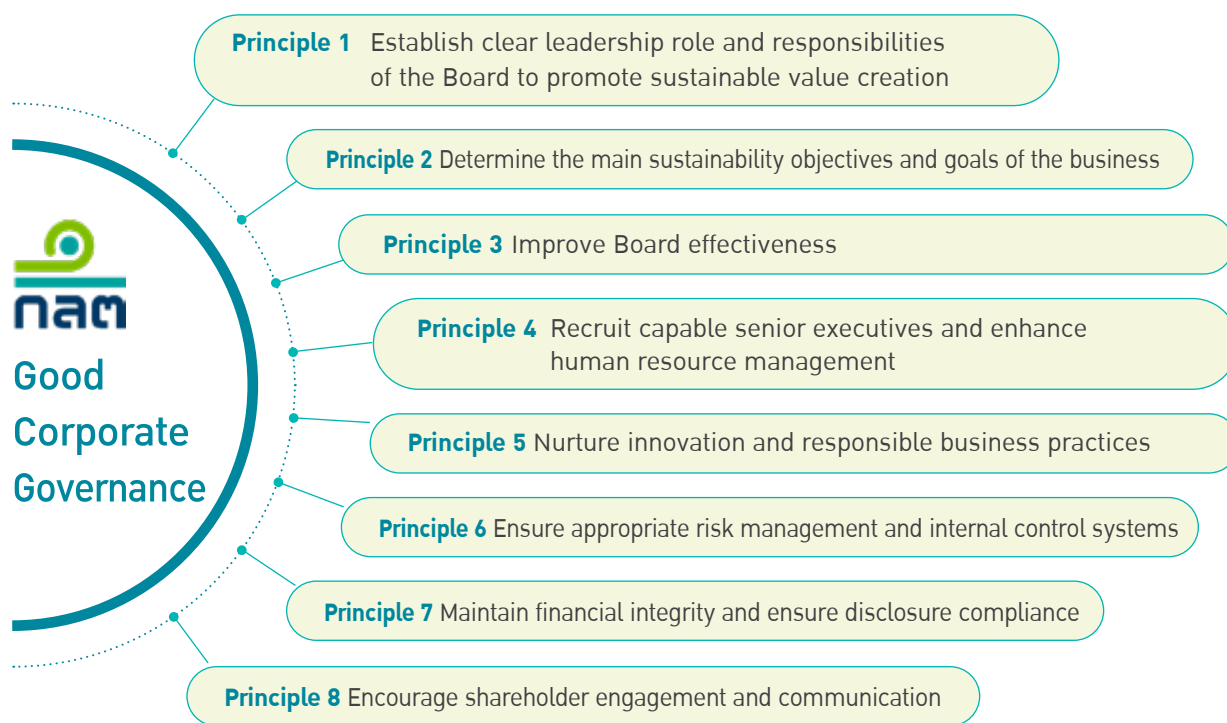 Principle 1 Establish clear leadership role and responsibilities
of the Board to promote sustainable value creation
Principle 2 Determine the main sustainability objectives and goals of the business
Principle 3 Improve Board effectiveness
กลต
Principle 4 Recruit capable senior executives and enhance
human resource management
Good
Corporate
Governance
Principle 5 Nurture innovation and responsible business practices
Principle 6 Ensure appropriate risk management and internal control systems
Principle 7 Maintain financial integrity and ensure disclosure compliance
Principle 8 Encourage shareholder engagement and communication